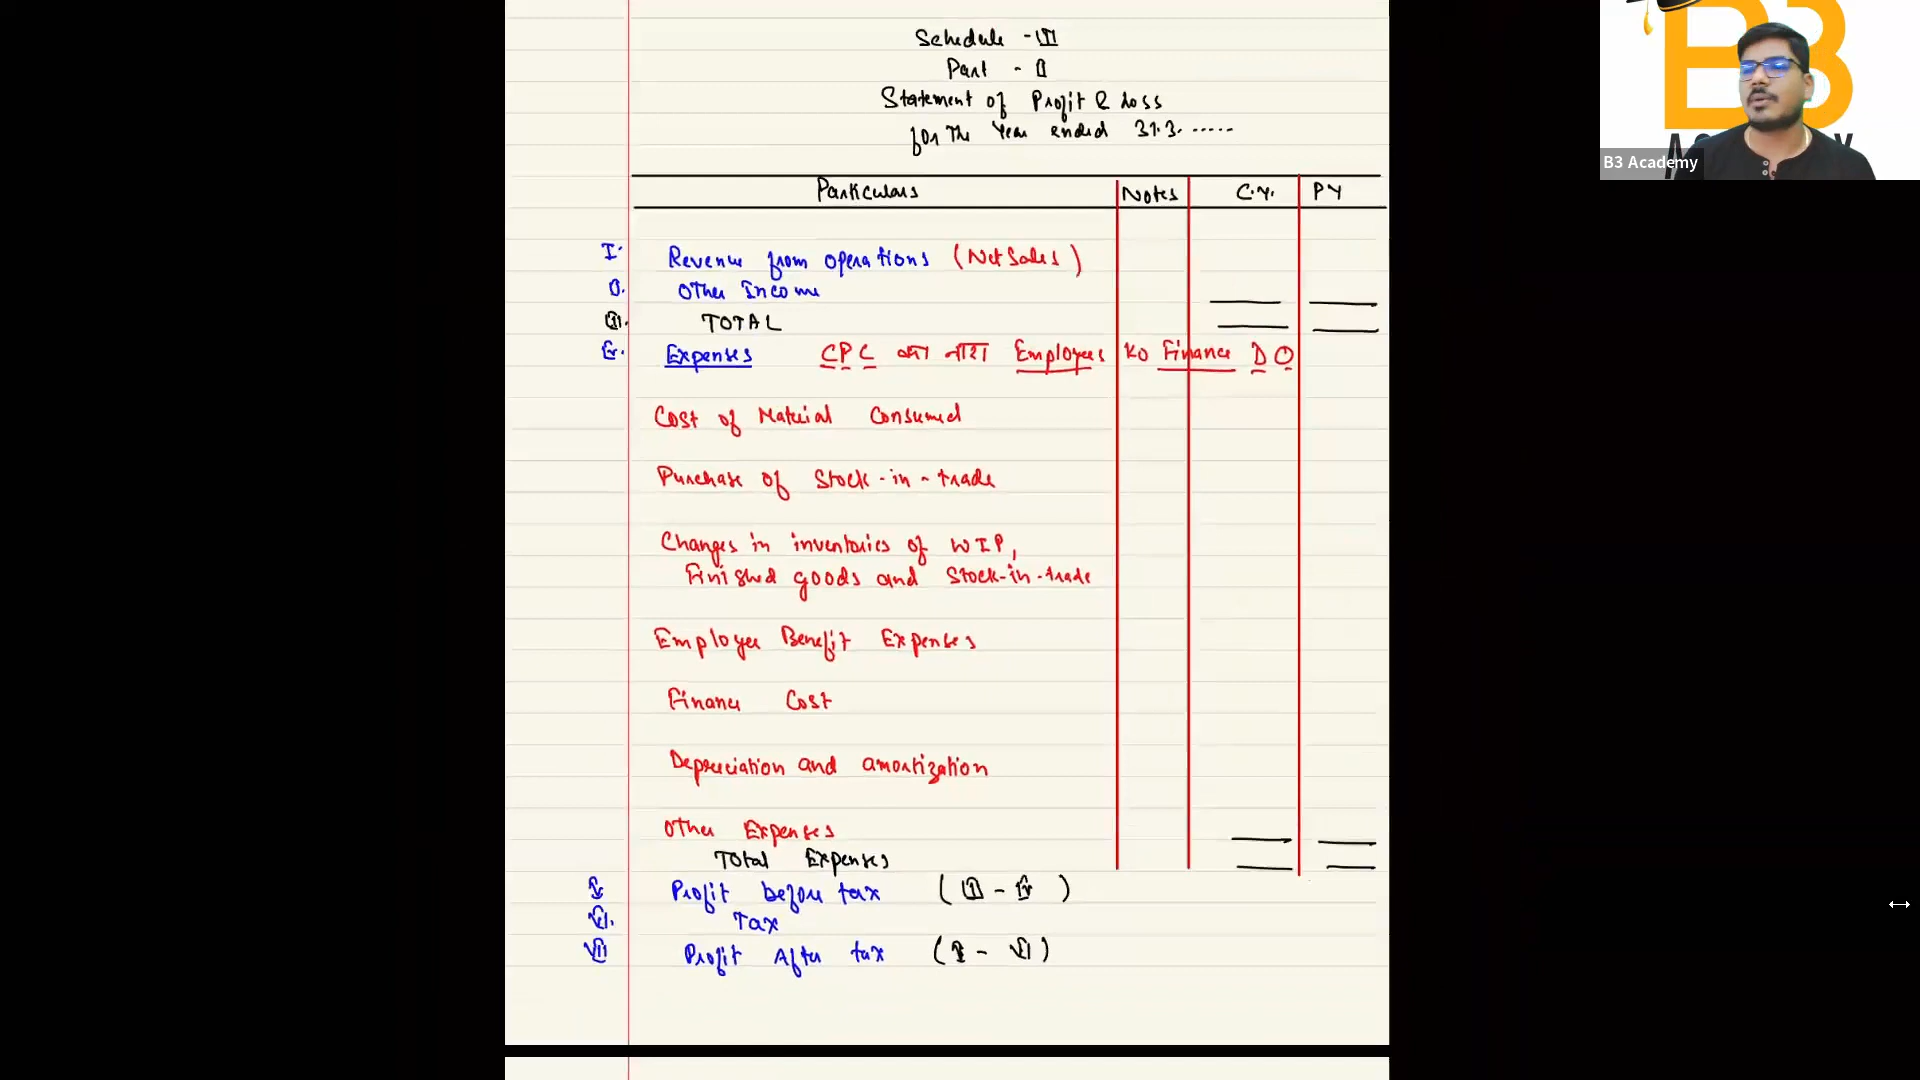 Schedule - III
Part - II
Statement of Profit & Loss
for the Year ended 31.3. .....
Particulars Notes C.Y. PY
I. Revenue from operations (Net Sales)
II. Other Income
III. TOTAL
IV. Expenses CPC का नारा Employees KO Finance D O
Cost of Material Consumed
Purchase of Stock-in-trade
Changes in inventories of WIP,
Finished goods and Stock-in-trade
Employee Benefit Expenses
Finance Cost
Depreciation and amortization
Other Expenses
Total Expenses
V Profit before tax (III - IV)
VI. Tax
VII Profit After tax (V - VI)
B3
B3 Academy